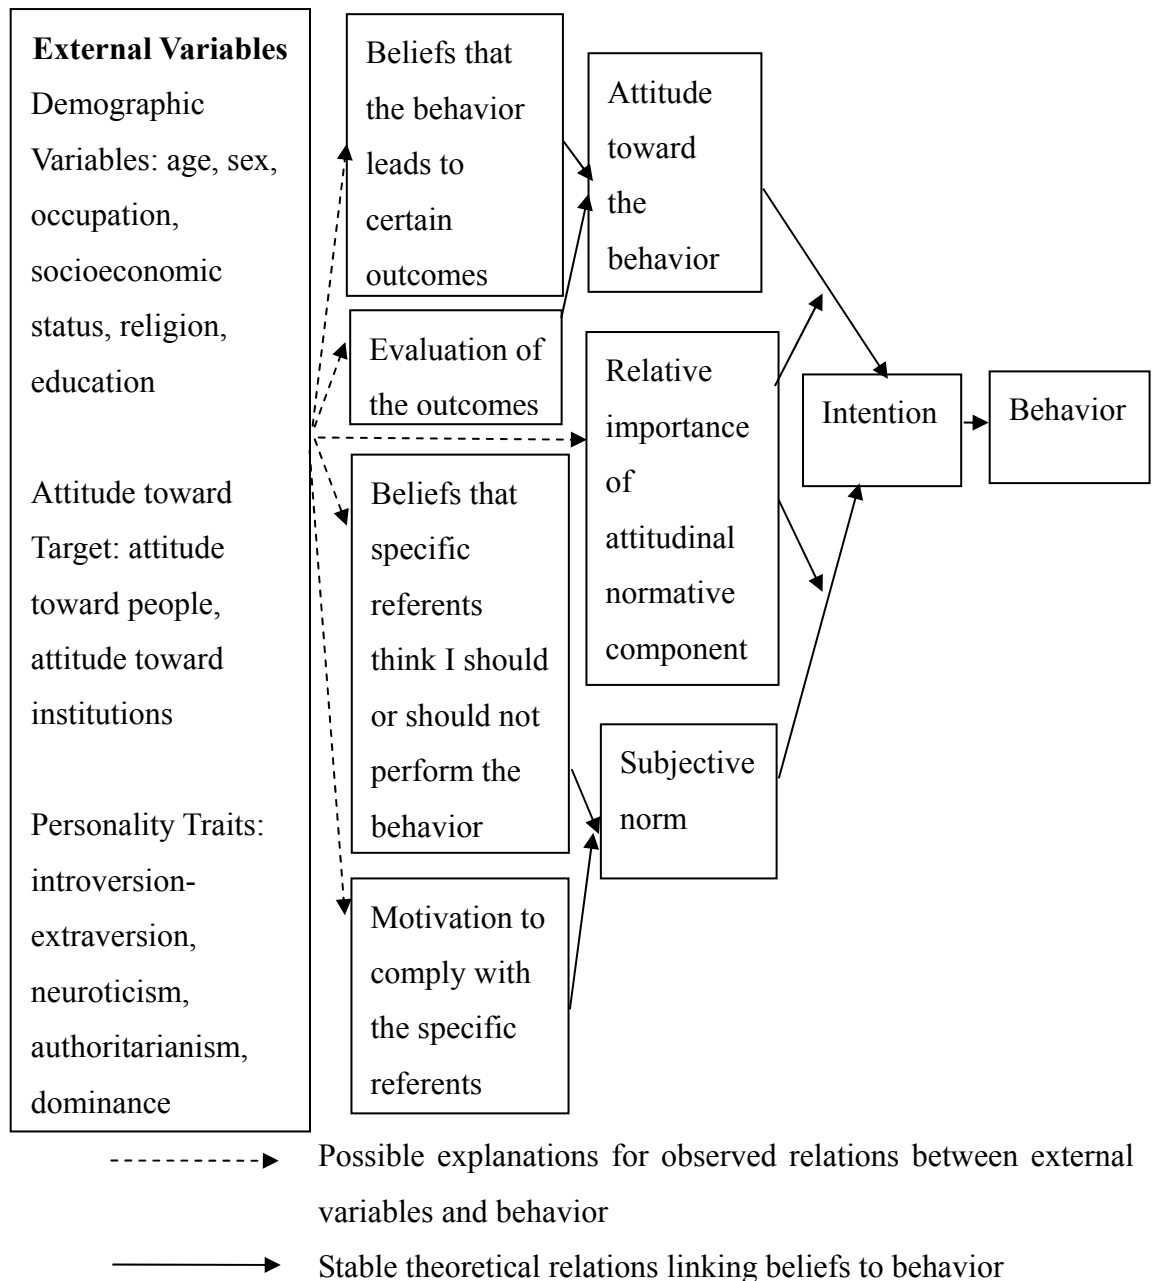 External Variables
Demographic
Variables: age, sex,
occupation,
socioeconomic
status, religion,
education
Attitude toward
Target: attitude
toward people,
attitude toward
institutions
Personality Traits:
introversion-
extraversion,
neuroticism,
authoritarianism,
dominance
Beliefs that
the behavior
leads to
certain
outcomes
Evaluation of
the outcomes
Beliefs that
specific
referents
think I should
or should not
perform the
behavior
Motivation to
comply with
the specific
referents
Attitude
toward
the
behavior
Relative
importance
of
attitudinal
normative
component
Subjective
norm
Intention
Behavior
Possible explanations for observed relations between external
variables and behavior
Stable theoretical relations linking beliefs to behavior